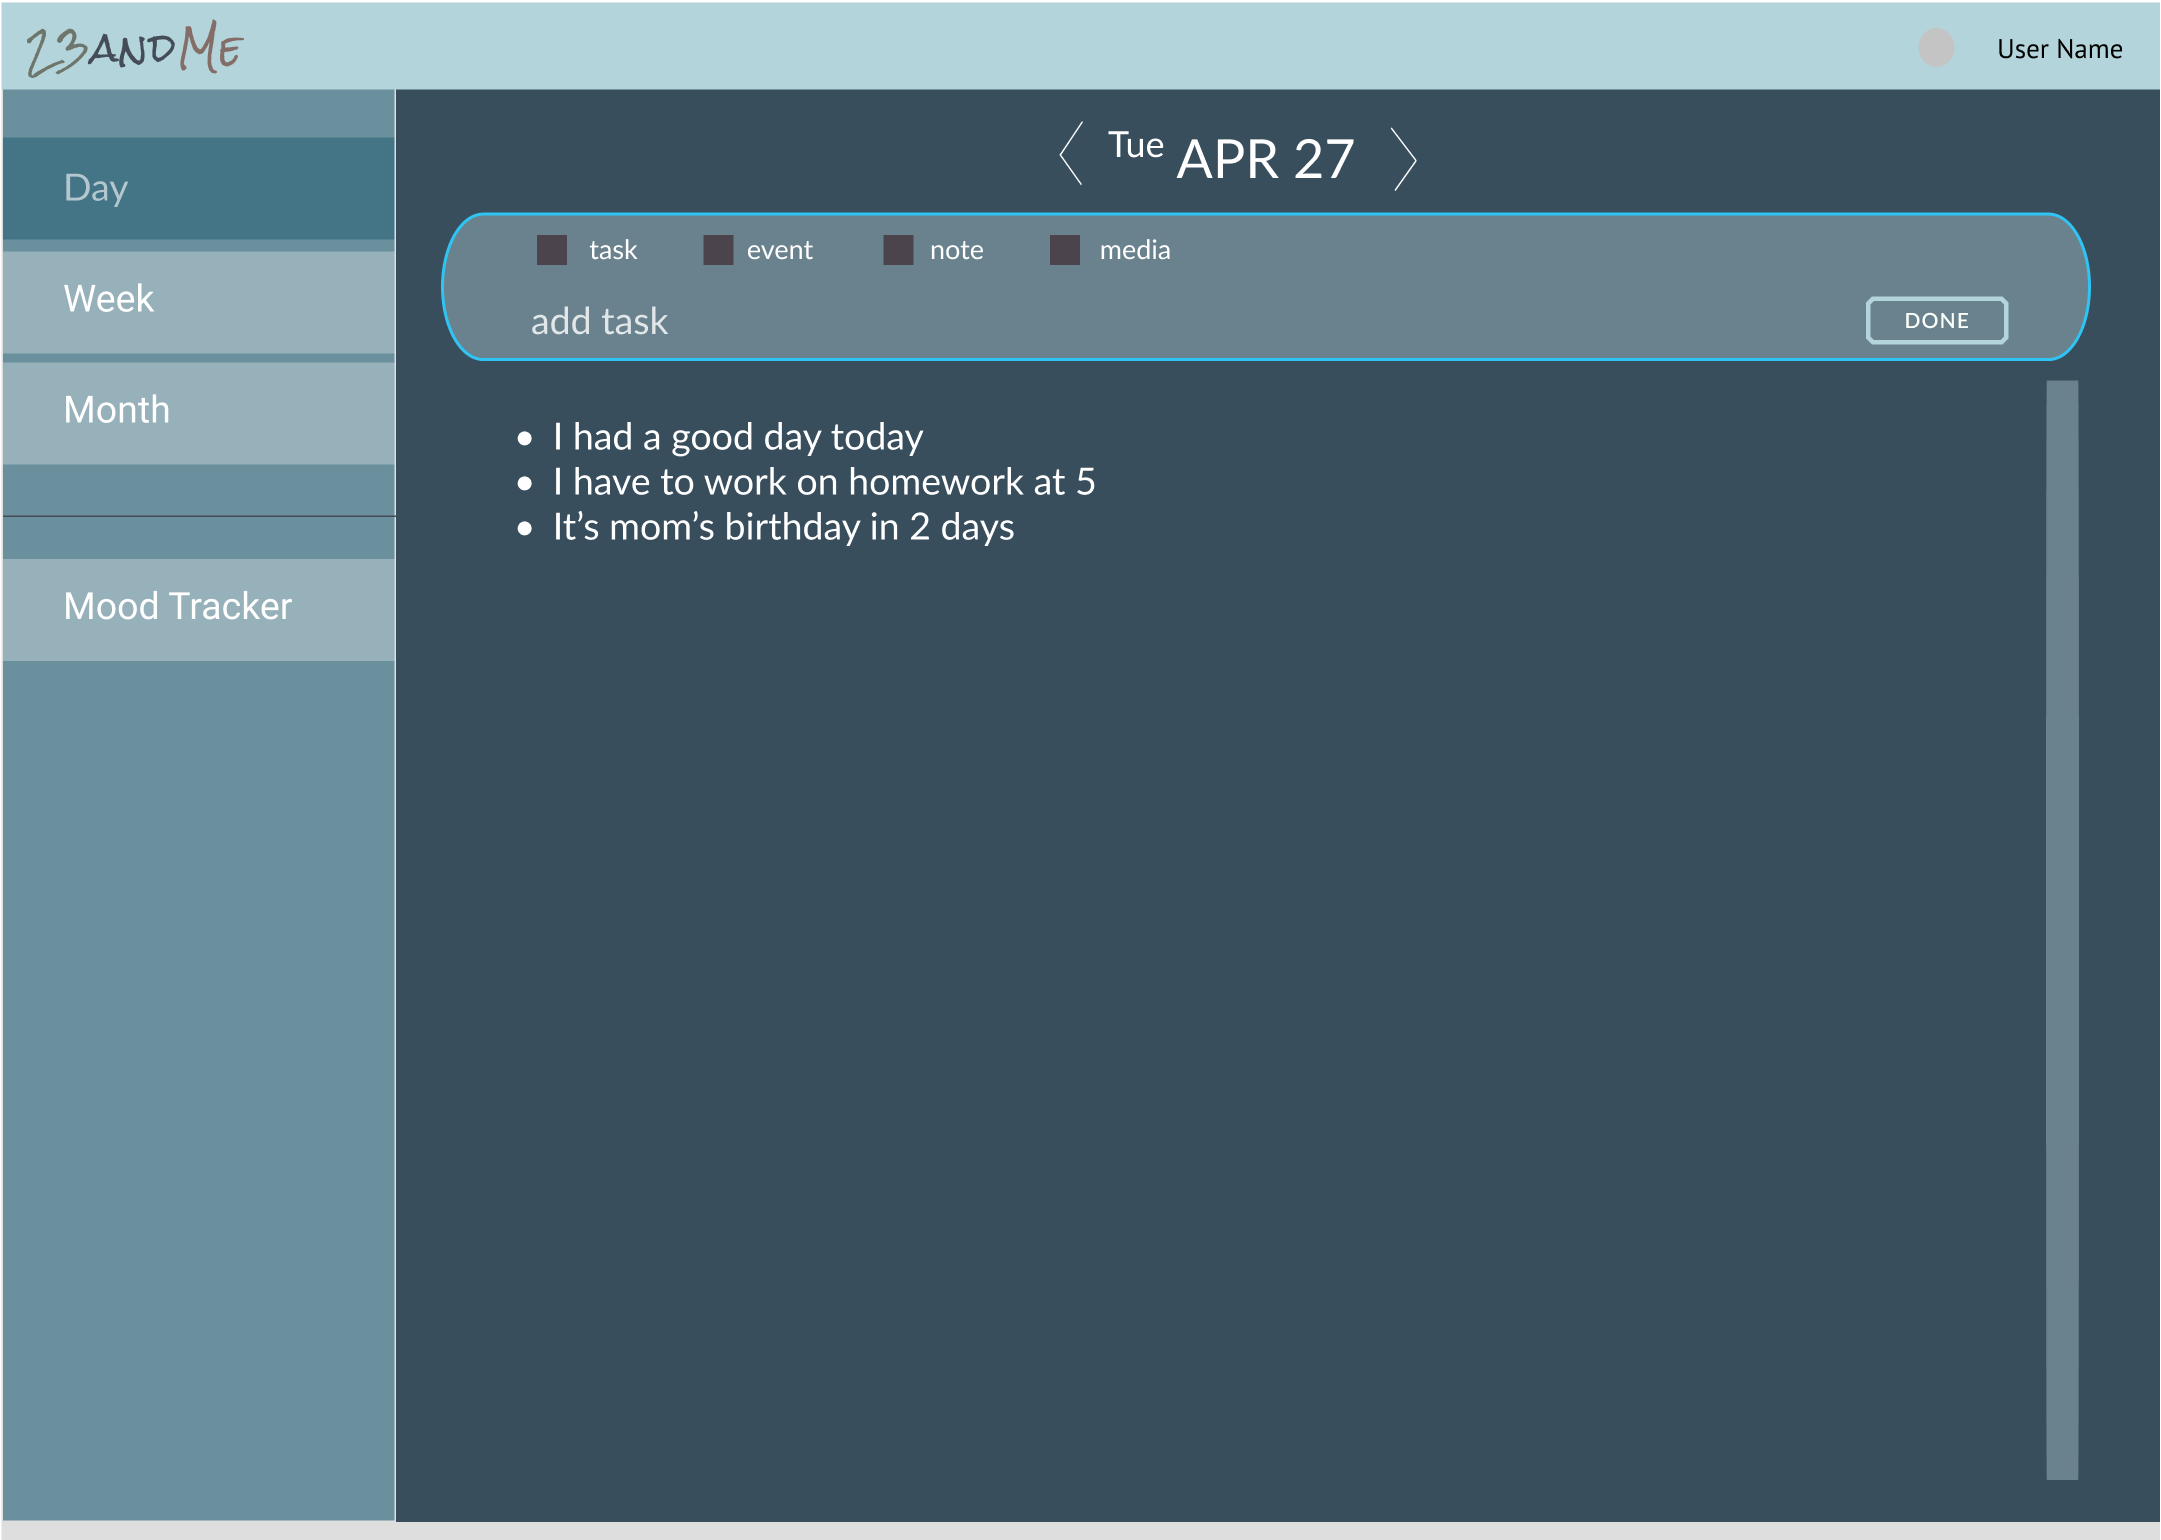 23ANDME
User Name
Day
Week
Month
Mood Tracker
Tue APR 27
task event note media
add task
DONE
• I had a good day today
• I have to work on homework at 5
• It’s mom’s birthday in 2 days